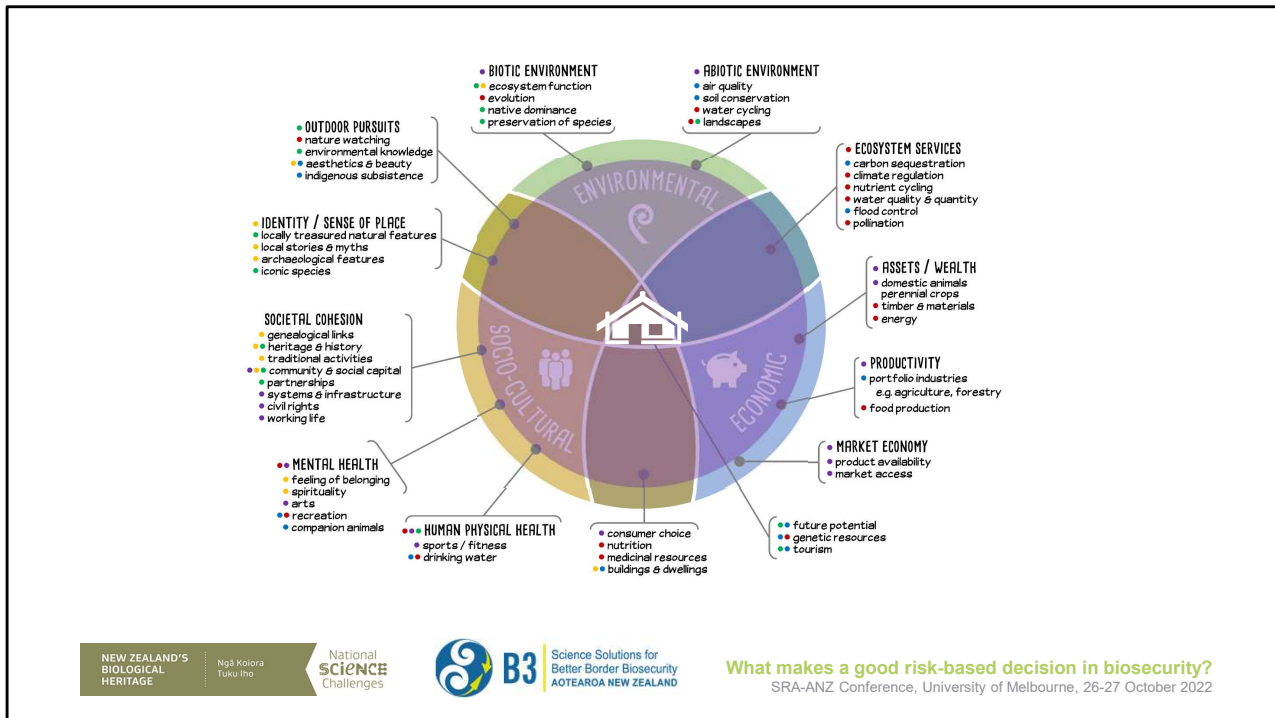 BIOTIC ENVIRONMENT
ecosystem function
evolution
native dominance
preservation of species
ABIOTIC ENVIRONMENT
air quality
soil conservation
water cycling
landscapes
OUTDOOR PURSUITS
nature watching
environmental knowledge
aesthetics & beauty
indigenous subsistence
ECOSYSTEM SERVICES
carbon sequestration
climate regulation
nutrient cycling
water quality & quantity
flood control
pollination
IDENTITY / SENSE OF PLACE
locally treasured natural features
local stories & myths
archaeological features
iconic species
ENVIRONMENTAL
ASSETS / WEALTH
domestic animals
perennial crops
timber & materials
energy
SOCIETAL COHESION
genealogical links
heritage & history
traditional activities
community & social capital
partnerships
systems & infrastructure
civil rights
working life
SOCIO-CULTURAL
ECONOMIC
PRODUCTIVITY
portfolio industries
e.g. agriculture, forestry
food production
MARKET ECONOMY
product availability
market access
MENTAL HEALTH
feeling of belonging
spirituality
arts
recreation
companion animals
HUMAN PHYSICAL HEALTH
sports / fitness
drinking water
consumer choice
nutrition
medicinal resources
buildings & dwellings
future potential
genetic resources
tourism
NEW ZEALAND'S
BIOLOGICAL
HERITAGE
Ngā Koiora
Tuku Iho
National
SCiENCE
Challenges
B3
Science Solutions for
Better Border Biosecurity
AOTEAROA NEW ZEALAND
What makes a good risk-based decision in biosecurity?
SRA-ANZ Conference, University of Melbourne, 26-27 October 2022